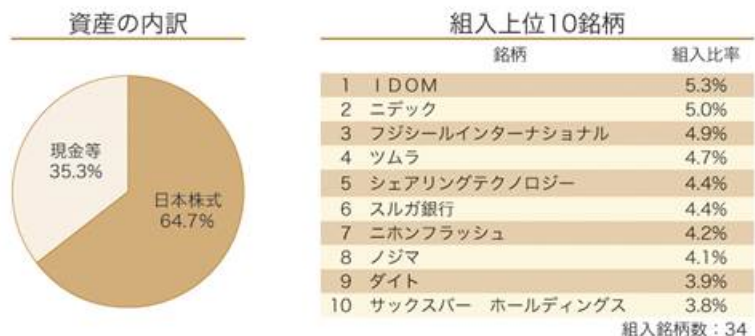 資産の内訳
現金等
35.3%
日本株式
64.7%
組入上位10銘柄
銘柄 組入比率
1 IDOM 5.3%
2 ニデック 5.0%
3 フジシールインターナショナル 4.9%
4 ツムラ 4.7%
5 シェアリングテクノロジー 4.4%
6 スルガ銀行 4.4%
7 ニホンフラッシュ 4.2%
8 ノジマ 4.1%
9 ダイト 3.9%
10 サックスバー ホールディングス 3.8%
組入銘柄数：34